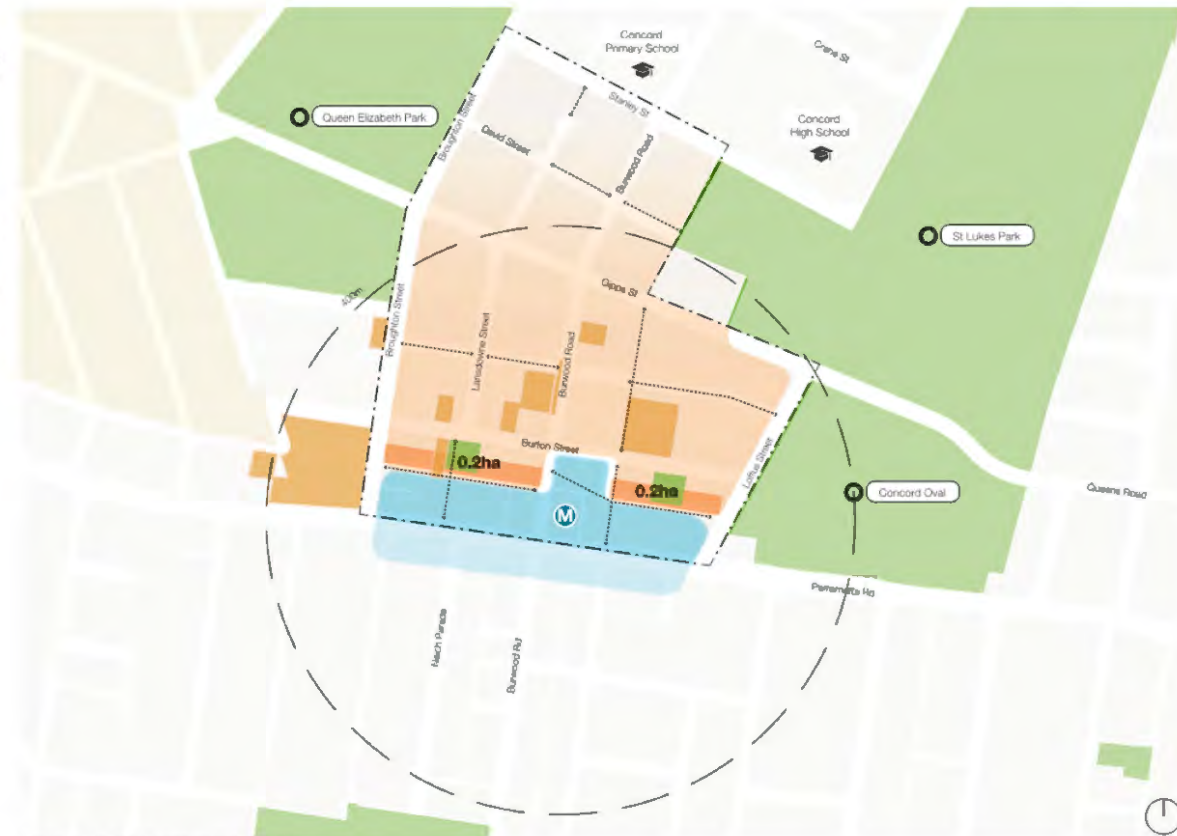 Concord
Primary School
Crane St
Stanley St
Queen Elizabeth Park
Broughton Street
David Street
Burwood Road
Concord
High School
St Lukes Park
Gipps St
400m
Broughton Street
Lansdowne Street
Burwood Road
Burton Street
0.2ha
0.2ha
Loftus Street
Concord Oval
Queens Road
M
Parramatta Rd
Neich Parade
Burwood Rd